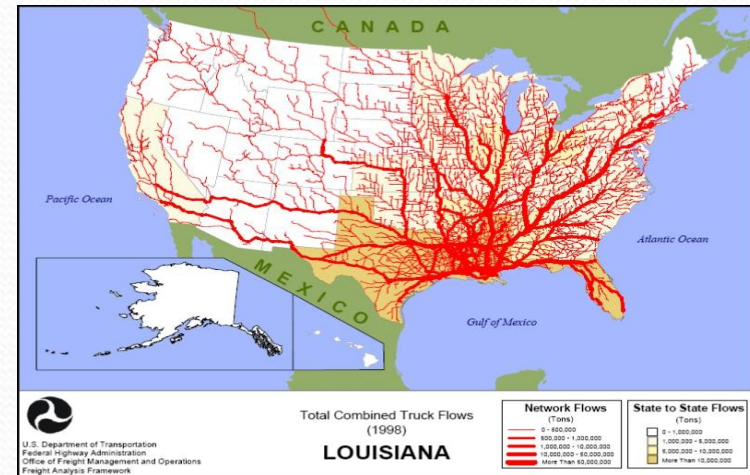 CANADA
Pacific Ocean
Atlantic Ocean
MEXICO
Gulf of Mexico
U.S. Department of Transportation
Federal Highway Administration
Office of Freight Management and Operations
Freight Analysis Framework
Total Combined Truck Flows
(1998)
LOUISIANA
Network Flows
(Tons)
0 - 500,000
500,000 - 1,000,000
1,000,000 - 10,000,000
10,000,000 - 50,000,000
More Than 50,000,000
State to State Flows
(Tons)
0 - 1,000,000
1,000,000 - 5,000,000
5,000,000 - 10,000,000
More Than 10,000,000